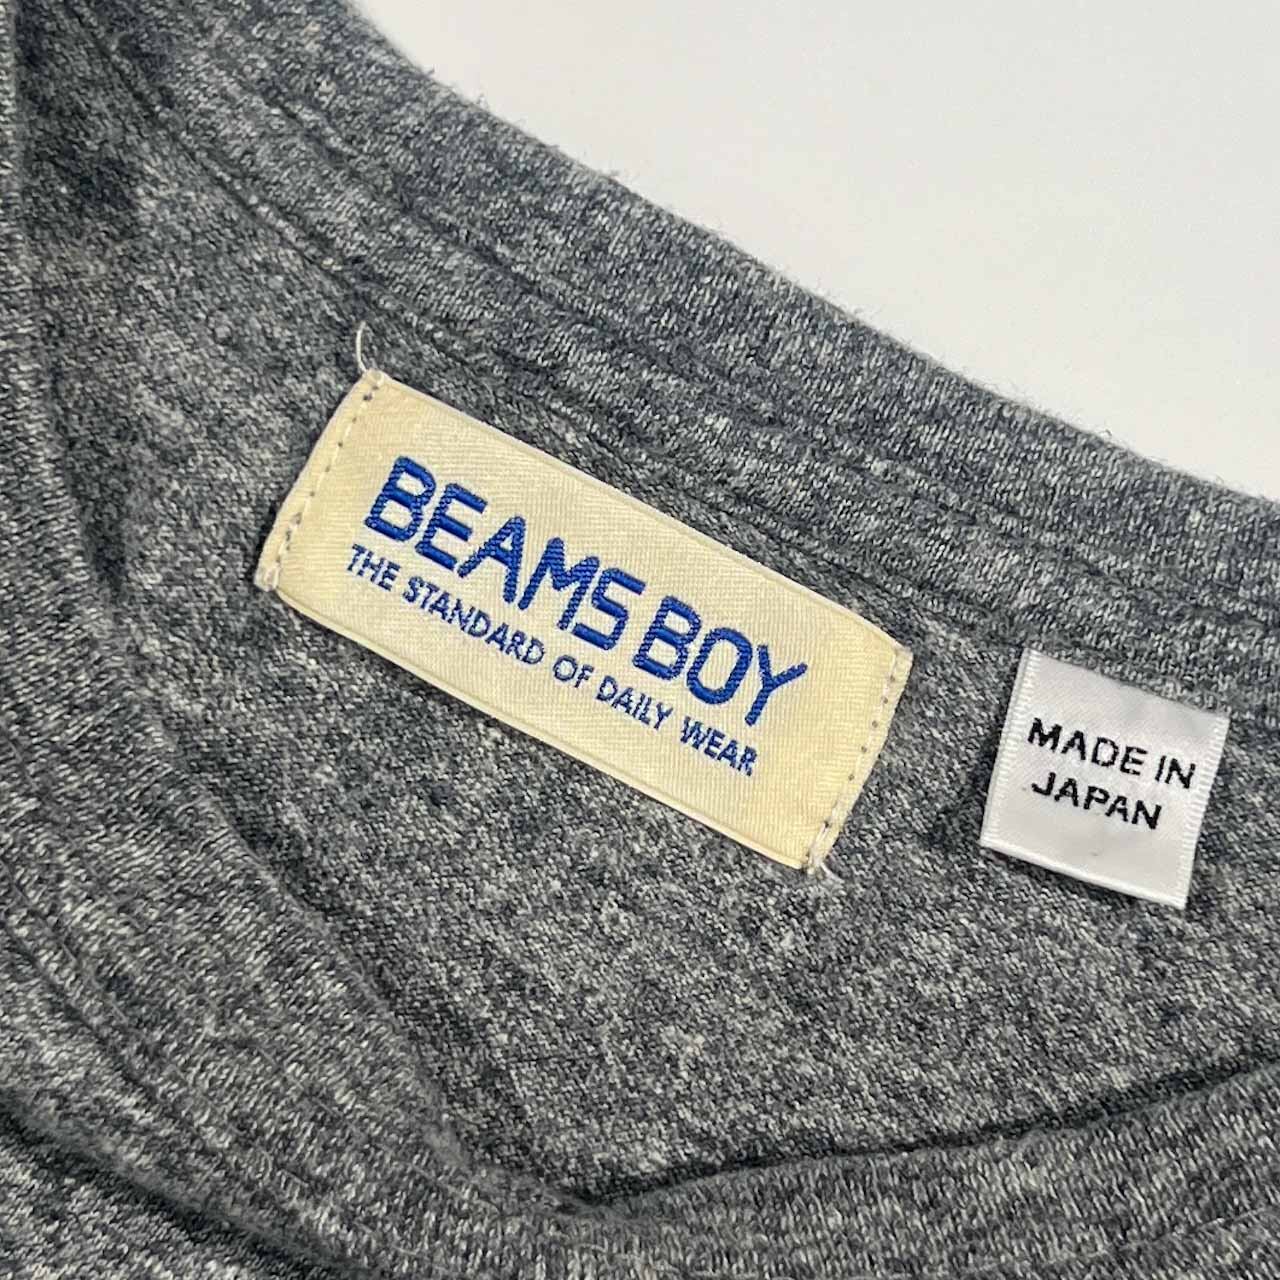 BEAMS BOY
THE STANDARD OF DAILY WEAR
MADE IN
JAPAN